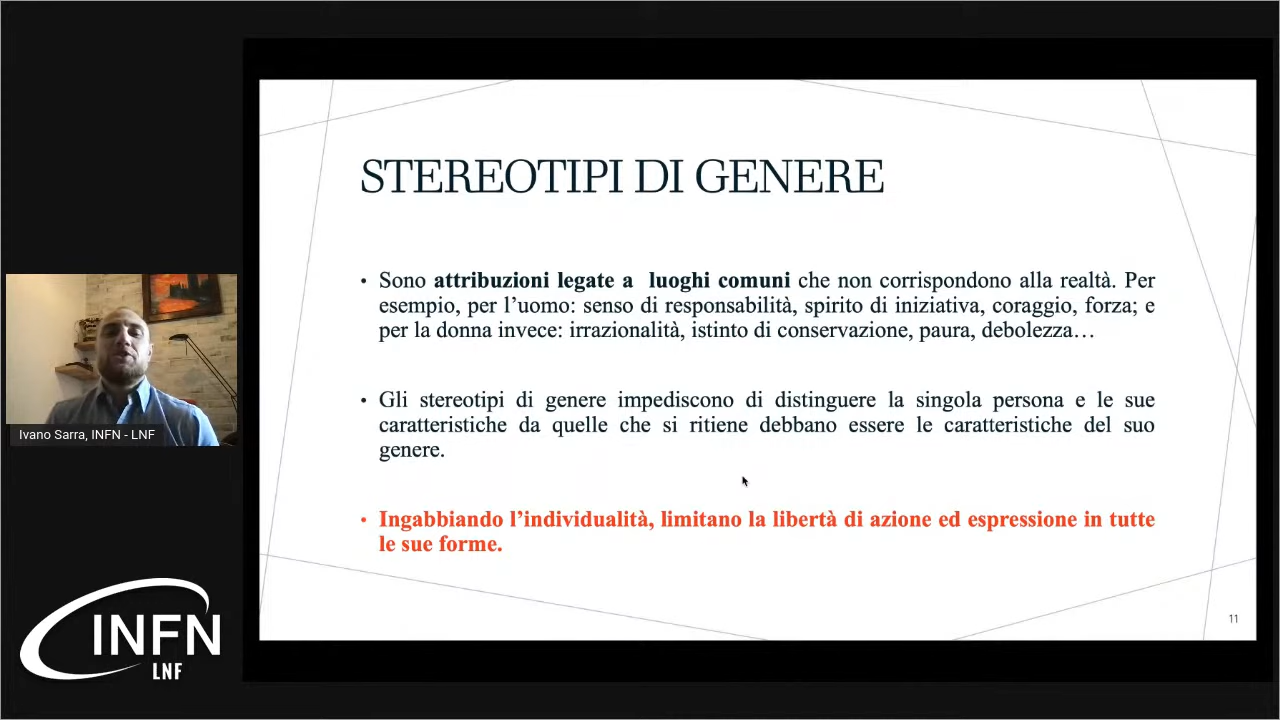 STEREOTIPI DI GENERE
• Sono attribuzioni legate a luoghi comuni che non corrispondono alla realtà. Per
esempio, per l’uomo: senso di responsabilità, spirito di iniziativa, coraggio, forza; e
per la donna invece: irrazionalità, istinto di conservazione, paura, debolezza…
• Gli stereotipi di genere impediscono di distinguere la singola persona e le sue
caratteristiche da quelle che si ritiene debbano essere le caratteristiche del suo
genere.
• Ingabbiando l’individualità, limitano la libertà di azione ed espressione in tutte
le sue forme.
11
Ivano Sarra, INFN - LNF
INFN
LNF